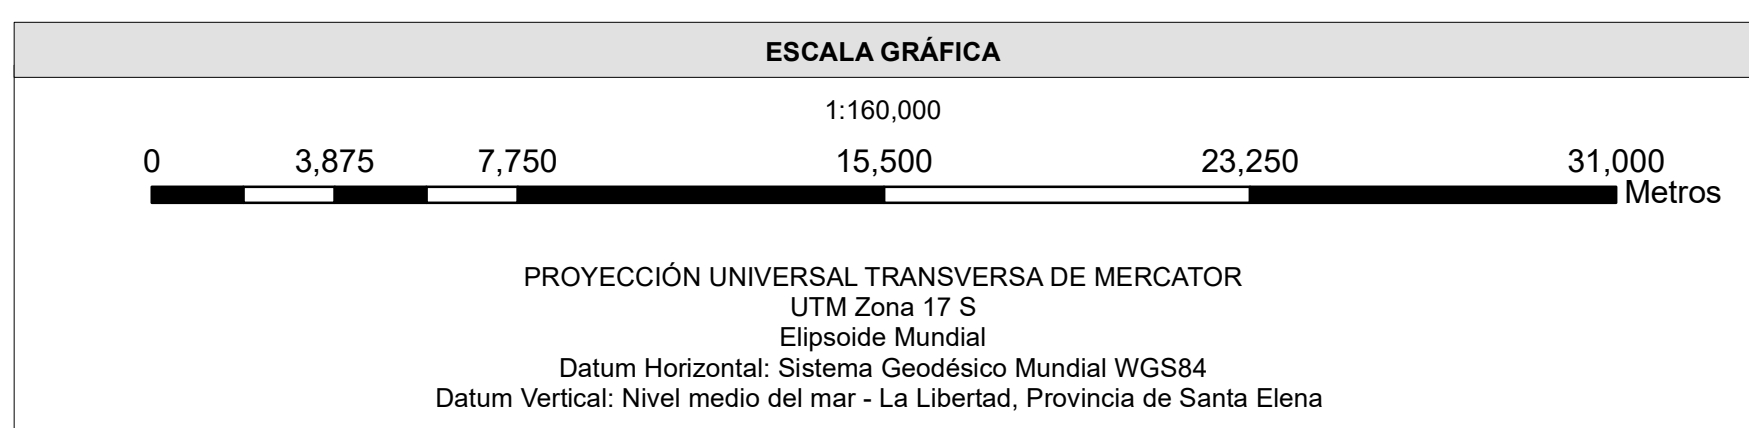 ESCALA GRÁFICA
1:160,000
0 3,875 7,750 15,500 23,250 31,000
Metros
PROYECCIÓN UNIVERSAL TRANSVERSA DE MERCATOR
UTM Zona 17 S
Elipsoide Mundial
Datum Horizontal: Sistema Geodésico Mundial WGS84
Datum Vertical: Nivel medio del mar - La Libertad, Provincia de Santa Elena